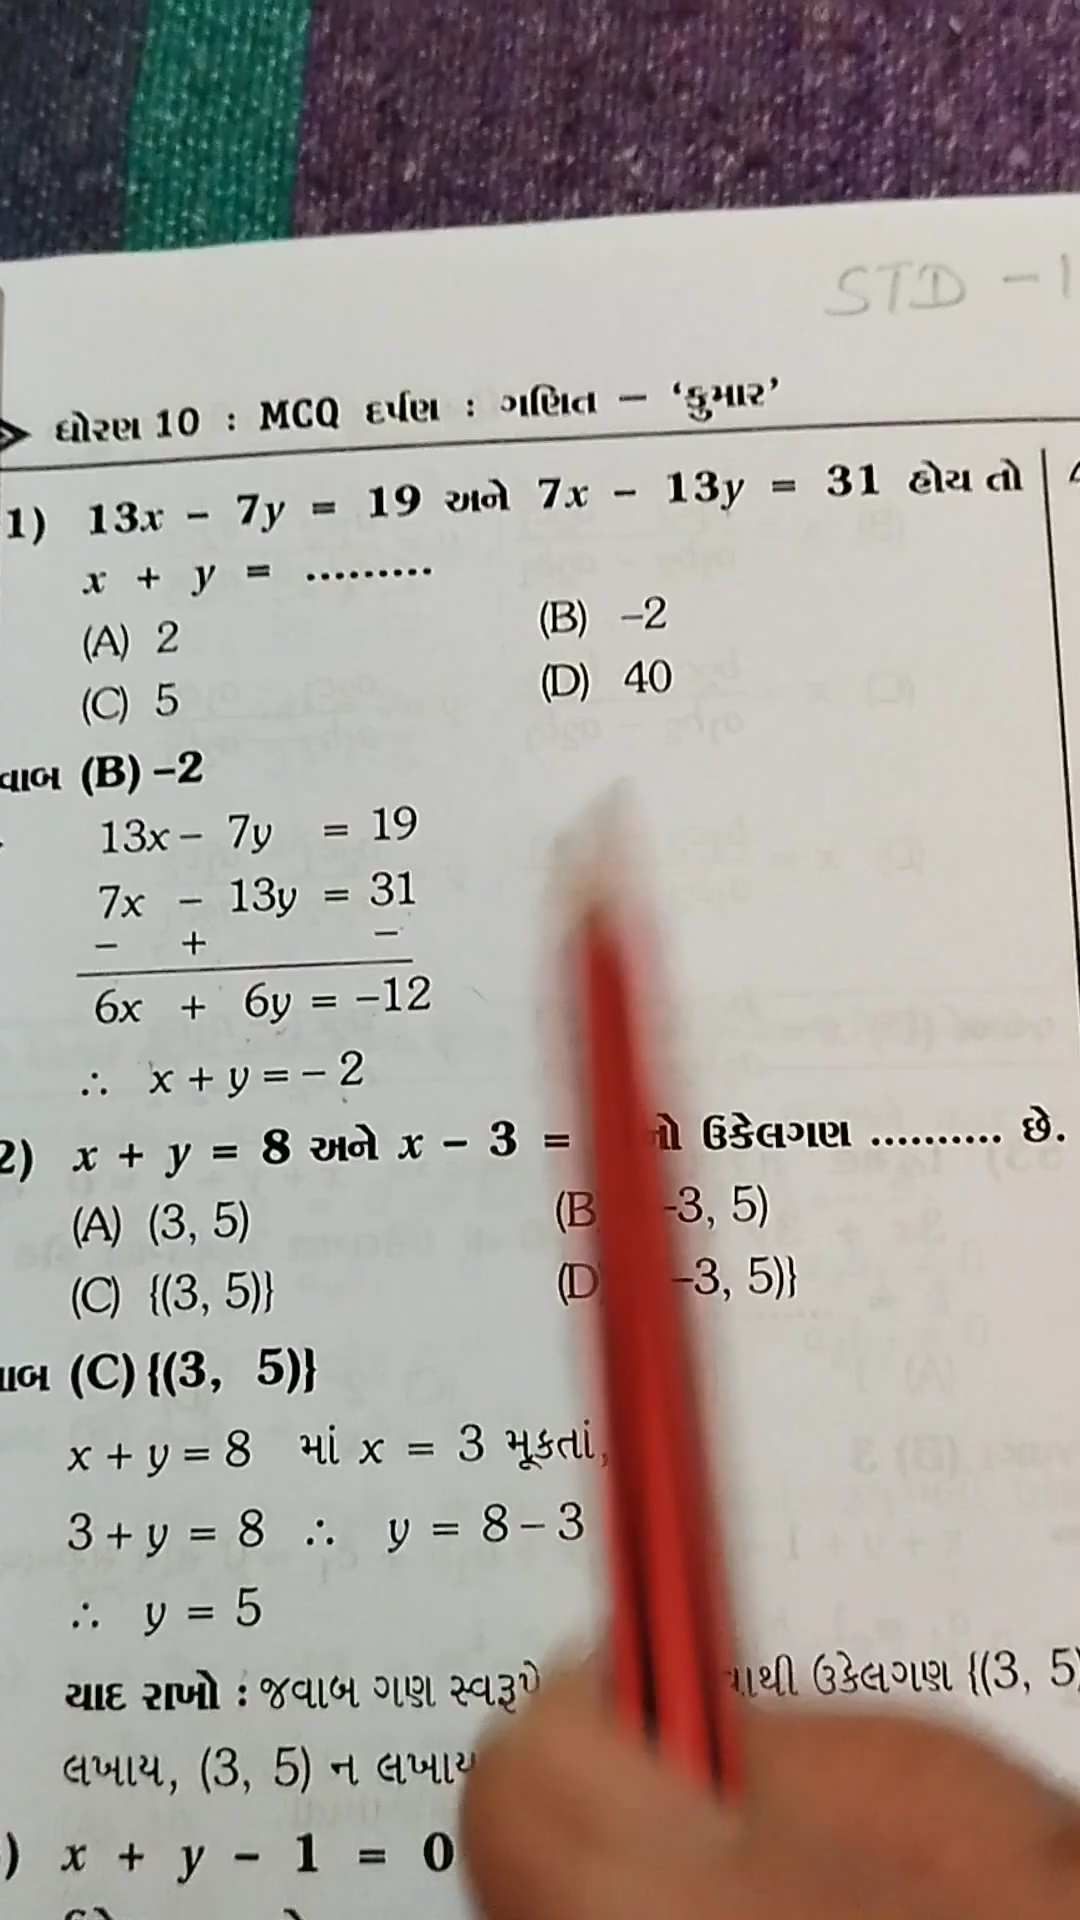 STD - 1
ધોરણ 10 : MCQ દર્પણ : ગણિત – ‘કુમાર’
1) 13x - 7y = 19 અને 7x - 13y = 31 હોય તો
x + y = .........
(A) 2 (B) -2
(C) 5 (D) 40
(B) -2
13x - 7y = 19
7x - 13y = 31
- + -
6x + 6y = -12
∴ x + y = - 2
2) x + y = 8 અને x - 3 = ઉકેલગણ .......... છે.
(A) (3, 5) (B -3, 5)
(C) {(3, 5)} (D -3, 5)}
(C) {(3, 5)}
x + y = 8 માં x = 3 મૂકતાં,
3 + y = 8 ∴ y = 8 - 3
∴ y = 5
યાદ રાખો : જવાબ ગણ સ્વરૂપે ઉકેલગણ {(3, 5)
લખાય, (3, 5) ન લખાય
) x + y - 1 = 0